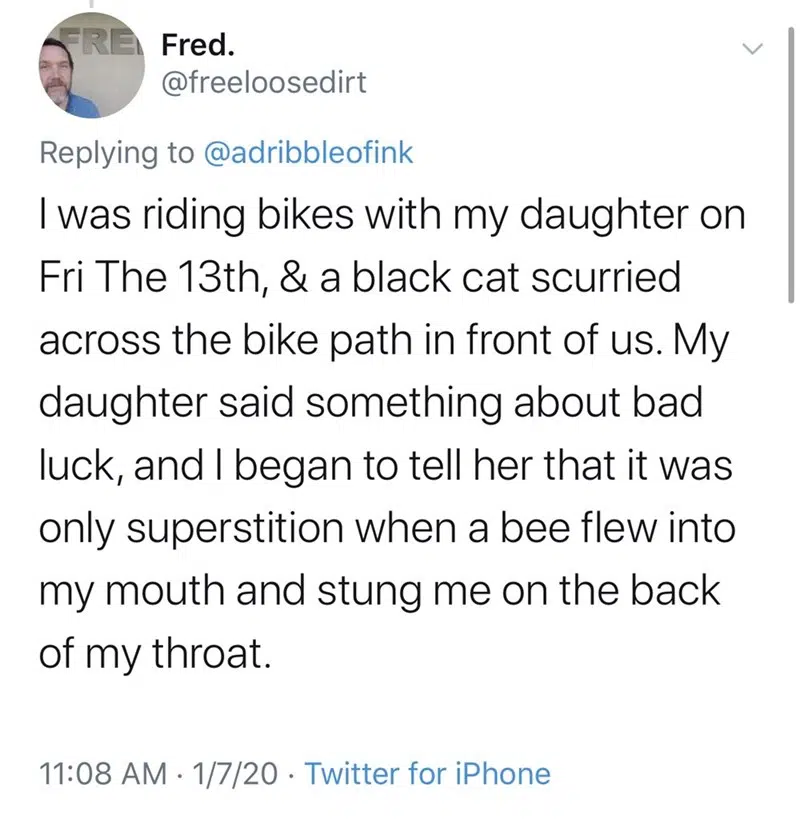 FRE
Fred.
@freeloosedirt
Replying to @adribbleofink
I was riding bikes with my daughter on
Fri The 13th, & a black cat scurried
across the bike path in front of us. My
daughter said something about bad
luck, and I began to tell her that it was
only superstition when a bee flew into
my mouth and stung me on the back
of my throat.
11:08 AM · 1/7/20 · Twitter for iPhone